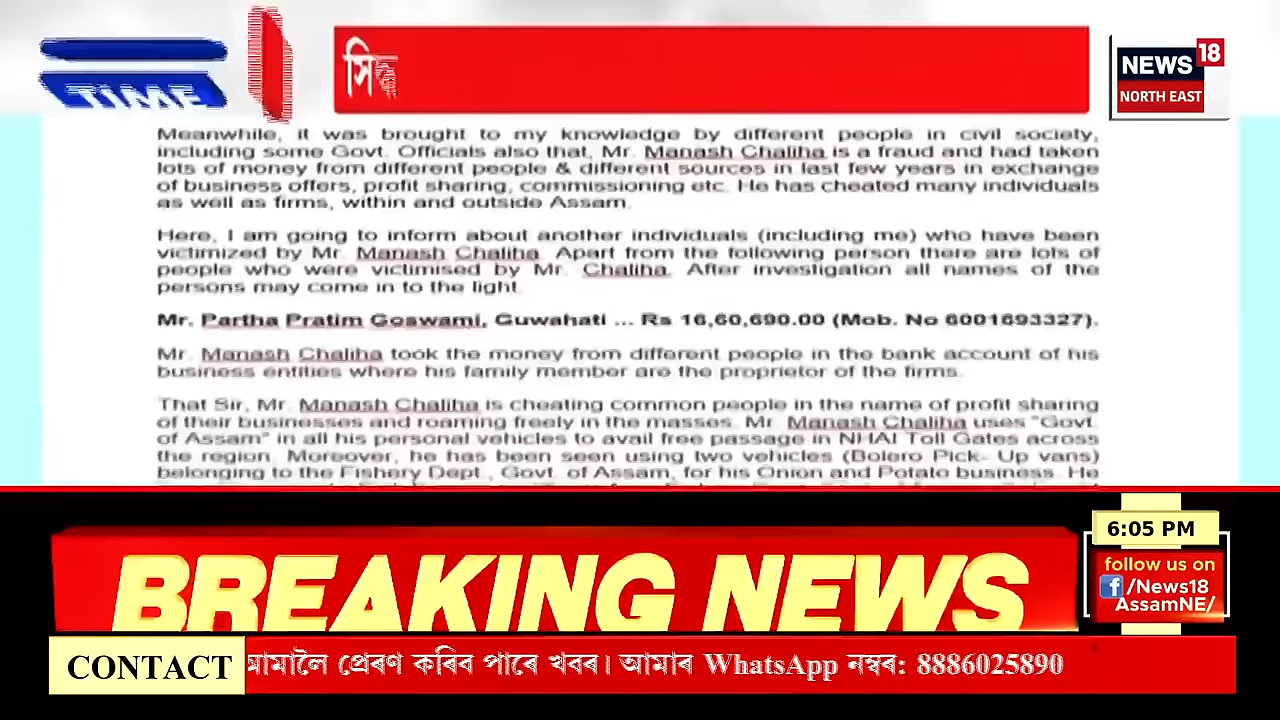 TIME
সিদ্ধ
NEWS 18
NORTH EAST
Meanwhile, it was brought to my knowledge by different people in civil society,
including some Govt. Officials also that, Mr. Manash Chaliha is a fraud and had taken
lots of money from different people & different sources in last few years in exchange
of business offers, profit sharing, commissioning etc. He has cheated many individuals
as well as firms, within and outside Assam.
Here, I am going to inform about another individuals (including me) who have been
victimized by Mr. Manash Chaliha. Apart from the following person there are lots of
people who were victimised by Mr. Chaliha. After investigation all names of the
persons may come in to the light.
Mr. Partha Pratim Goswami, Guwahati ... Rs 16,60,690.00 (Mob. No 6001693327).
Mr. Manash Chaliha took the money from different people in the bank account of his
business entities where his family member are the proprietor of the firms.
That Sir, Mr. Manash Chaliha is cheating common people in the name of profit sharing
of their businesses and roaming freely in the masses. Mr. Manash Chaliha uses "Govt.
of Assam" in all his personal vehicles to avail free passage in NHAI Toll Gates across
the region. Moreover, he has been seen using two vehicles (Bolero Pick- Up vans)
belonging to the Fishery Dept., Govt. of Assam, for his Onion and Potato business. He
BREAKING NEWS
6:05 PM
follow us on
/News18
AssamNE/
CONTACT
আমালৈ প্ৰেৰণ কৰিব পাৰে খবৰ। আমাৰ WhatsApp নম্বৰ: 8886025890